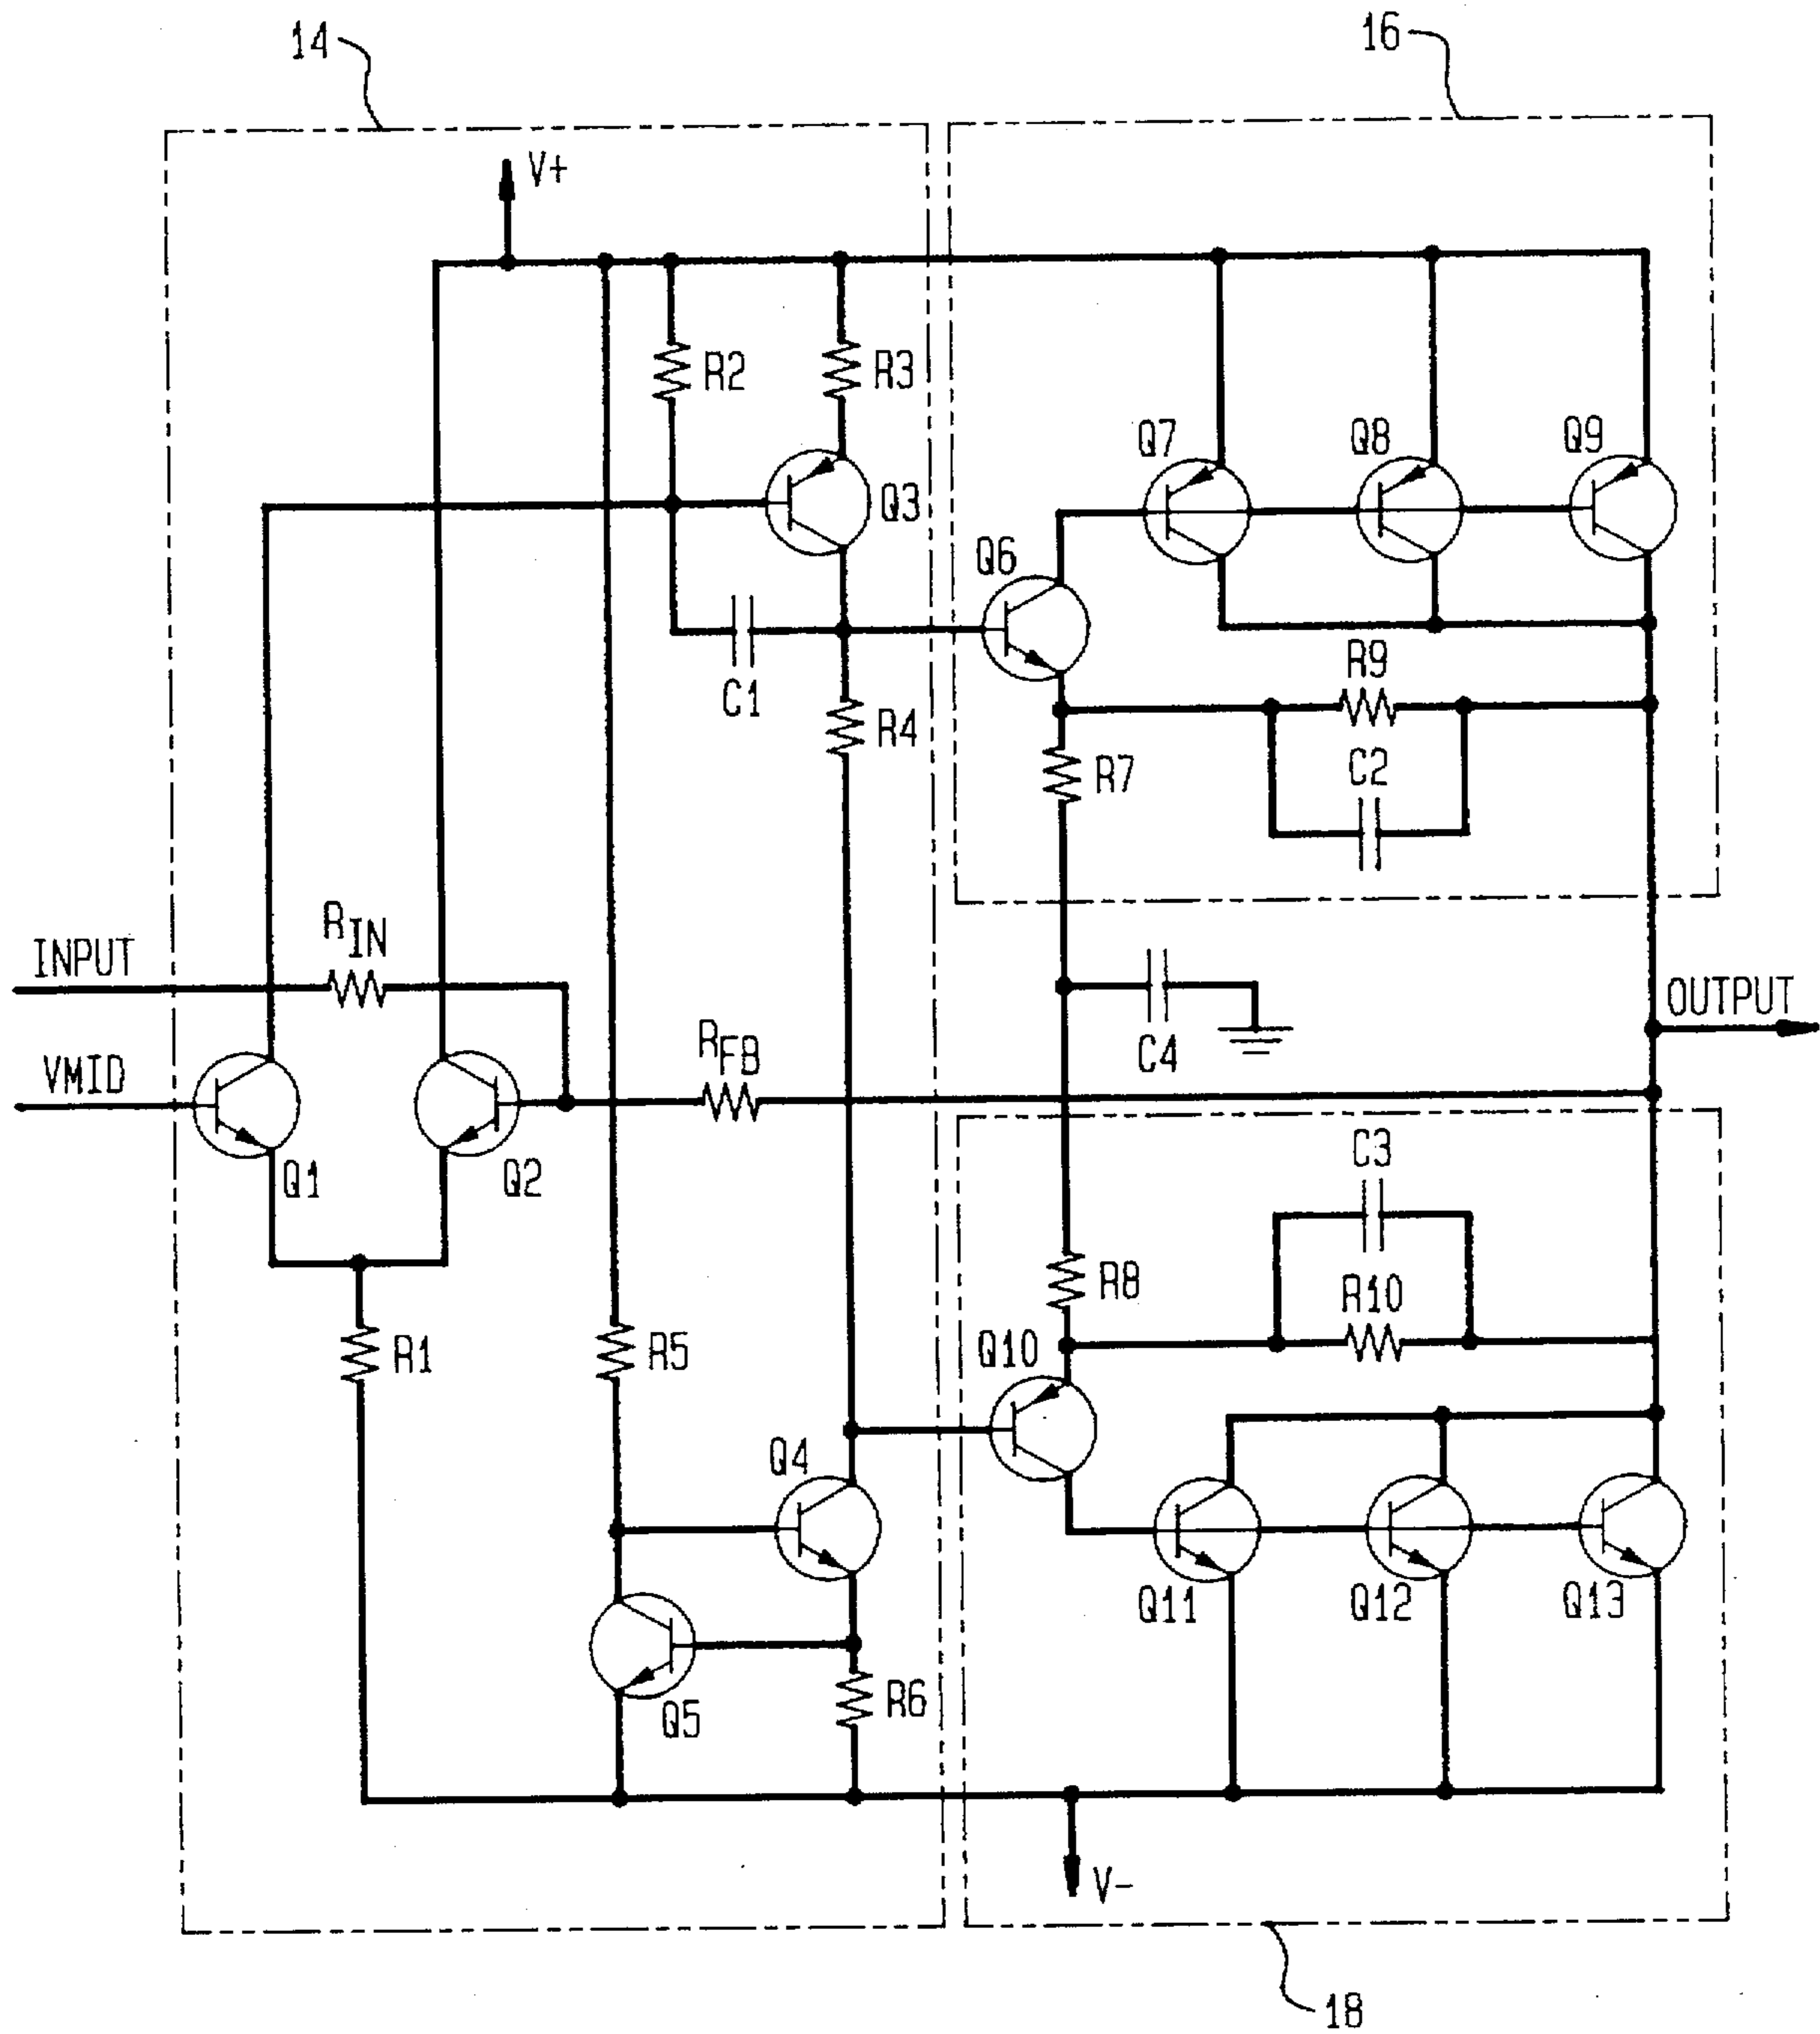 14
16
V+
R2
R3
Q7
Q8
Q9
Q3
Q6
C1
R9
R4
R7
C2
INPUT
RIN
OUTPUT
VMID
RFB
C4
Q1
Q2
C3
R8
R10
R1
R5
Q10
Q4
Q11
Q12
Q13
Q5
R6
V-
18